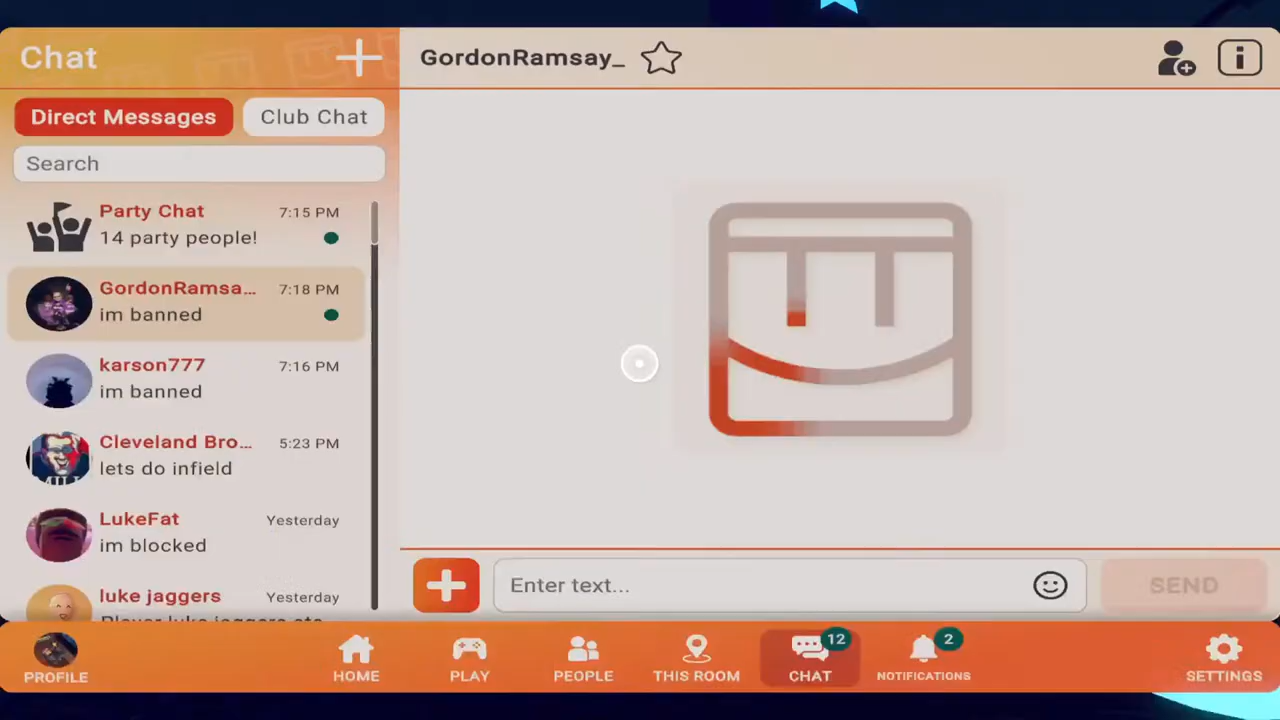 Chat
Direct Messages
Club Chat
Search
Party Chat
7:15 PM
14 party people!
GordonRamsa...
7:18 PM
im banned
karson777
7:16 PM
im banned
Cleveland Bro...
5:23 PM
lets do infield
LukeFat
Yesterday
im blocked
luke jaggers
Yesterday
GordonRamsay_
Enter text...
SEND
PROFILE
HOME
PLAY
PEOPLE
THIS ROOM
12
CHAT
2
NOTIFICATIONS
SETTINGS